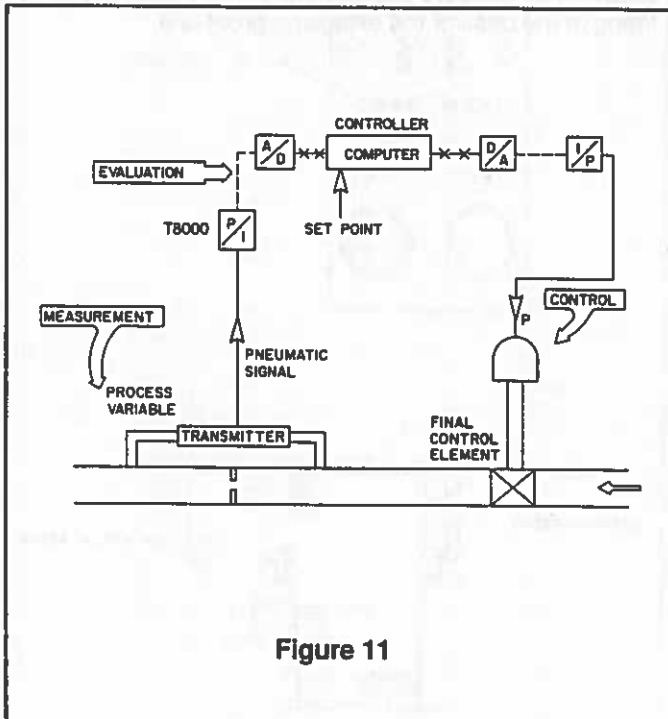 CONTROLLER
A/D
COMPUTER
D/A
I/P
EVALUATION
T8000
P/I
SET POINT
MEASUREMENT
P
CONTROL
PNEUMATIC
SIGNAL
PROCESS
VARIABLE
TRANSMITTER
FINAL
CONTROL
ELEMENT
Figure 11